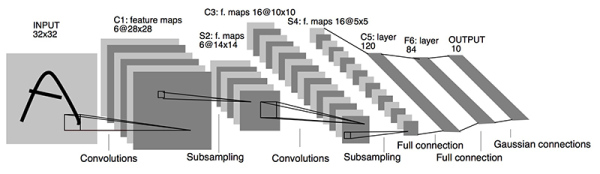 INPUT
32x32
C1: feature maps
6@28x28
S2: f. maps
6@14x14
C3: f. maps 16@10x10
S4: f. maps 16@5x5
C5: layer
120
F6: layer
84
OUTPUT
10
Convolutions
Subsampling
Convolutions
Subsampling
Full connection
Full connection
Gaussian connections
A